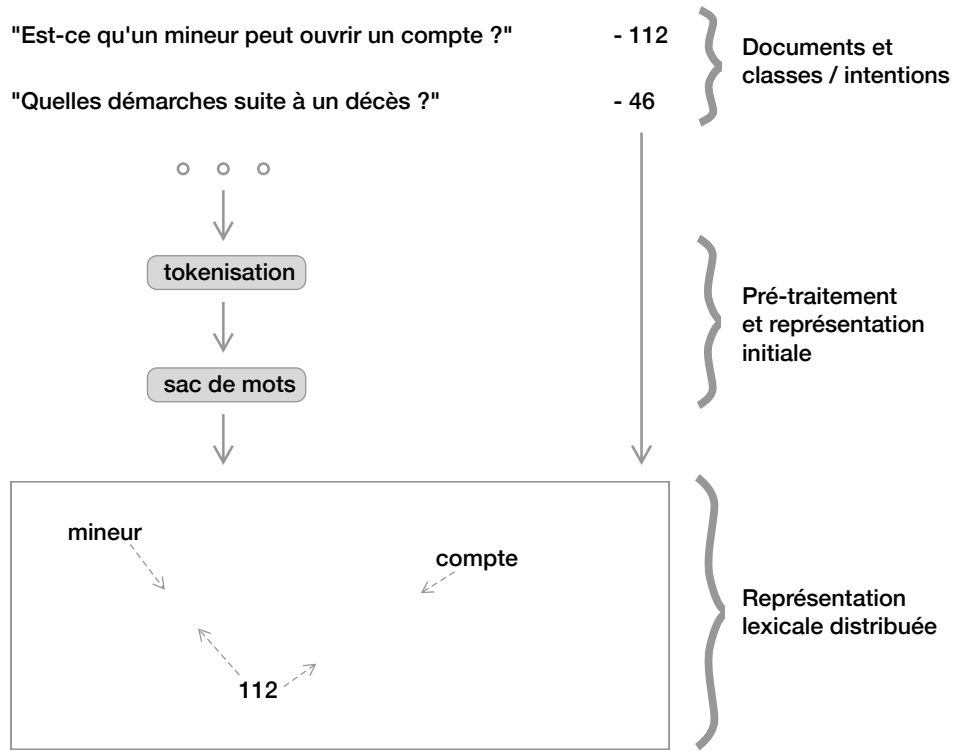 "Est-ce qu'un mineur peut ouvrir un compte ?" - 112
"Quelles démarches suite à un décès ?" - 46
Documents et
classes / intentions
tokenisation
sac de mots
Pré-traitement
et représentation
initiale
mineur
compte
112
Représentation
lexicale distribuée